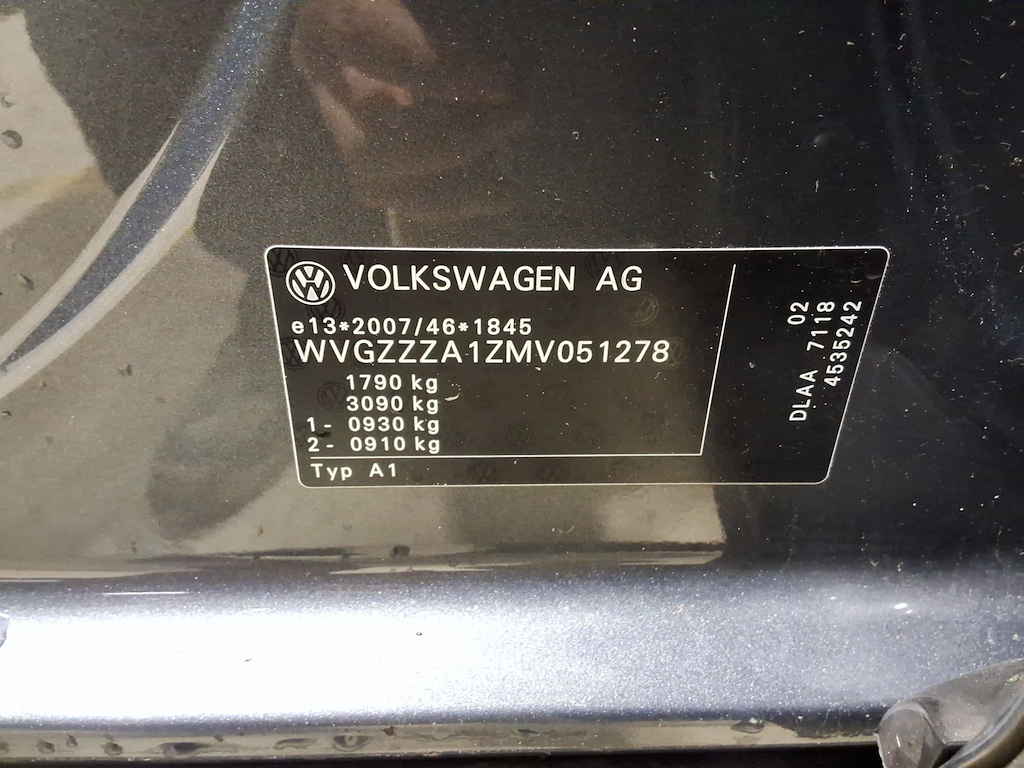 VOLKSWAGEN AG
e13*2007/46*1845
WVGZZZA1ZMV051278
1790 kg
3090 kg
1- 0930 kg
2- 0910 kg
Typ A1
02
DLAA 7118
4535242